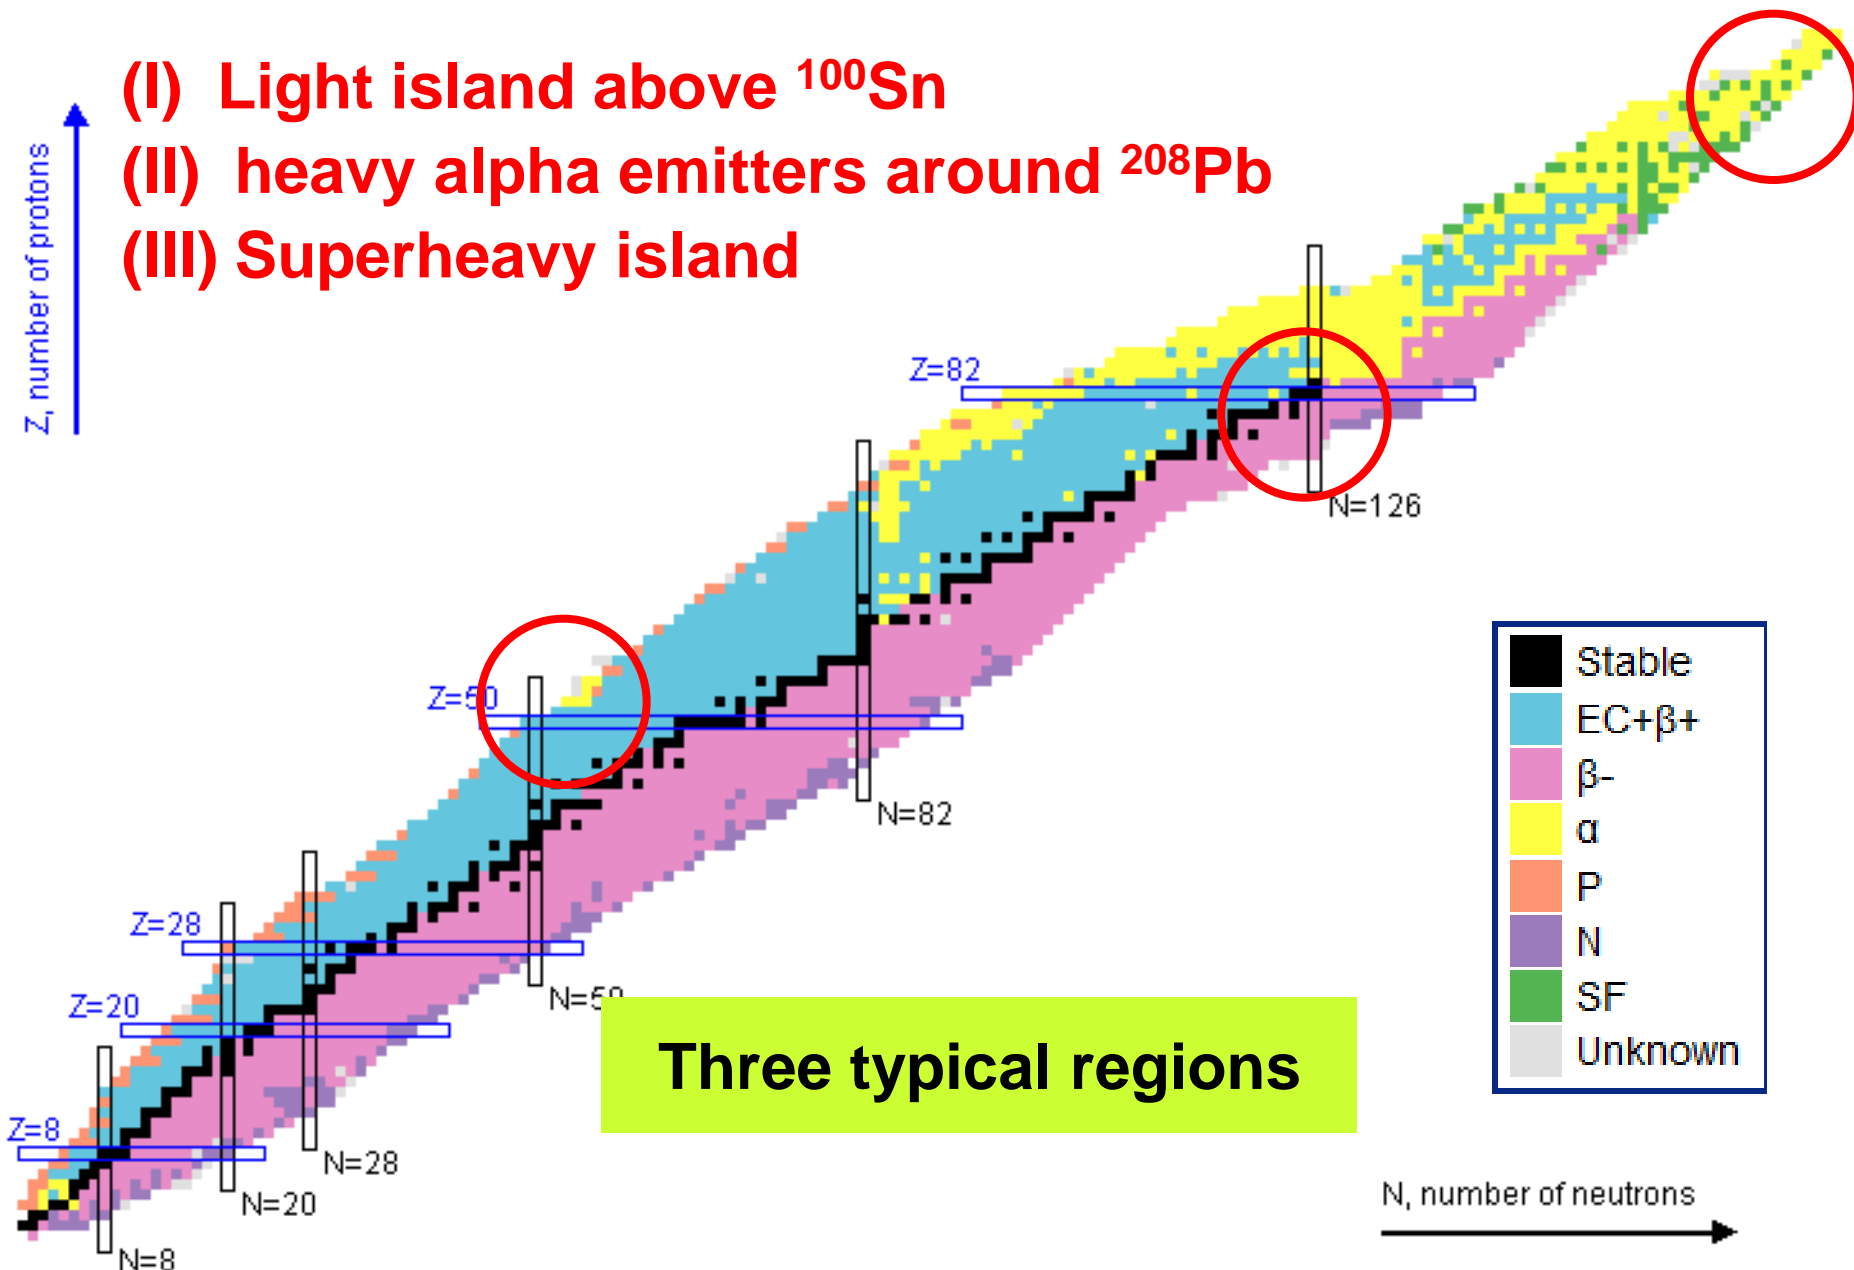 (I) Light island above ¹⁰⁰Sn
(II) heavy alpha emitters around ²⁰⁸Pb
(III) Superheavy island
Z, number of protons
Z=82
N=126
Z=50
N=82
Stable
EC+β+
β-
α
P
N
SF
Unknown
Z=28
N=50
Z=20
Three typical regions
Z=8
N=28
N=20
N, number of neutrons
N=8